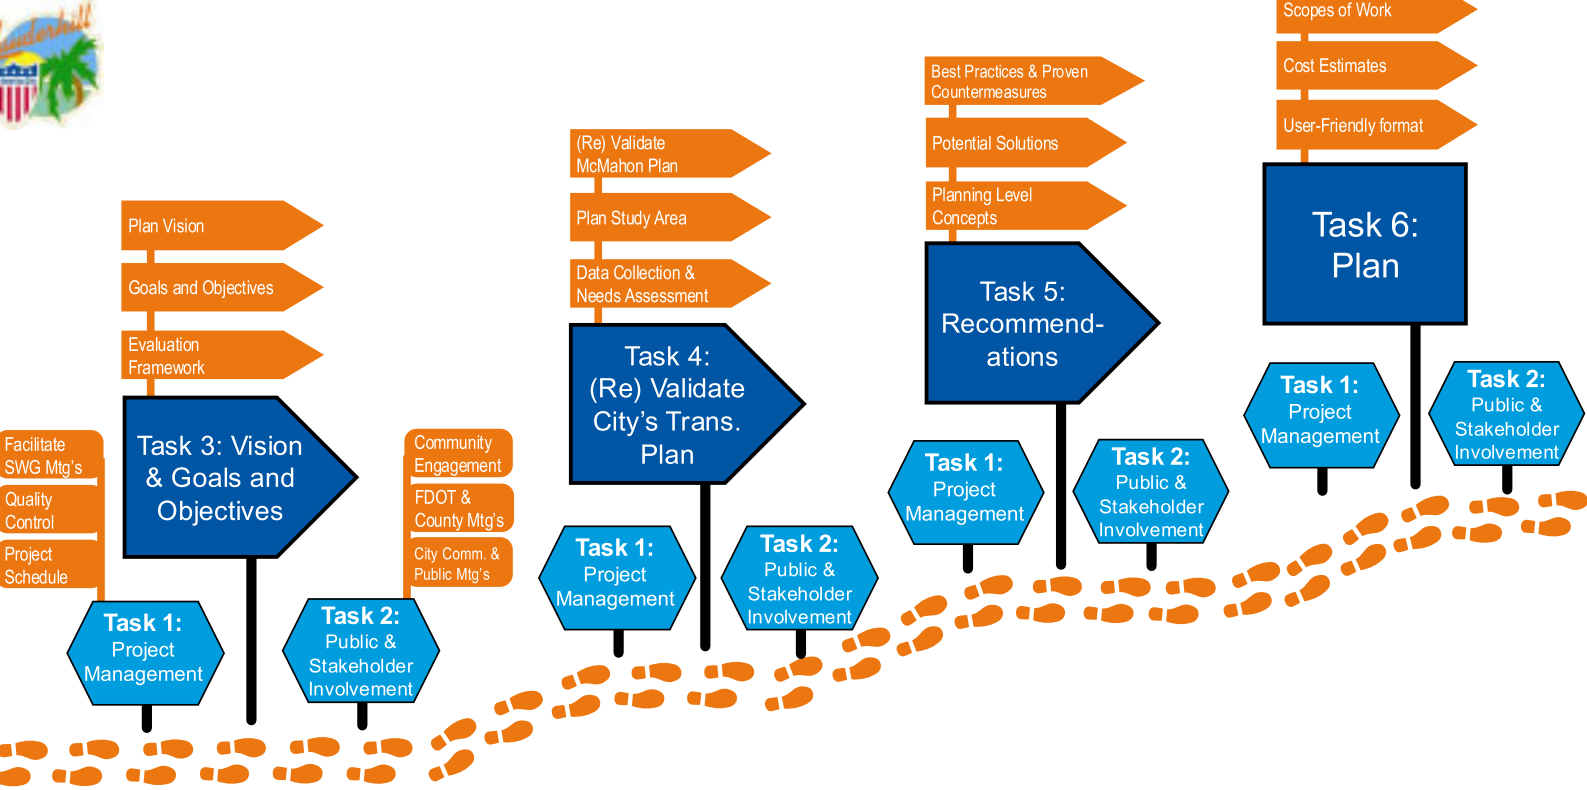 Lauderhill
Plan Vision
Goals and Objectives
Evaluation
Framework
Task 3: Vision
& Goals and
Objectives
Facilitate
SWG Mtg's
Quality
Control
Project
Schedule
Task 1:
Project
Management
Community
Engagement
FDOT &
County Mtg's
City Comm. &
Public Mtg's
Task 2:
Public &
Stakeholder
Involvement
(Re) Validate
McMahon Plan
Plan Study Area
Data Collection &
Needs Assessment
Task 4:
(Re) Validate
City's Trans.
Plan
Task 1:
Project
Management
Task 2:
Public &
Stakeholder
Involvement
Best Practices & Proven
Countermeasures
Potential Solutions
Planning Level
Concepts
Task 5:
Recommend-
ations
Task 1:
Project
Management
Task 2:
Public &
Stakeholder
Involvement
Scopes of Work
Cost Estimates
User-Friendly format
Task 6:
Plan
Task 1:
Project
Management
Task 2:
Public &
Stakeholder
Involvement